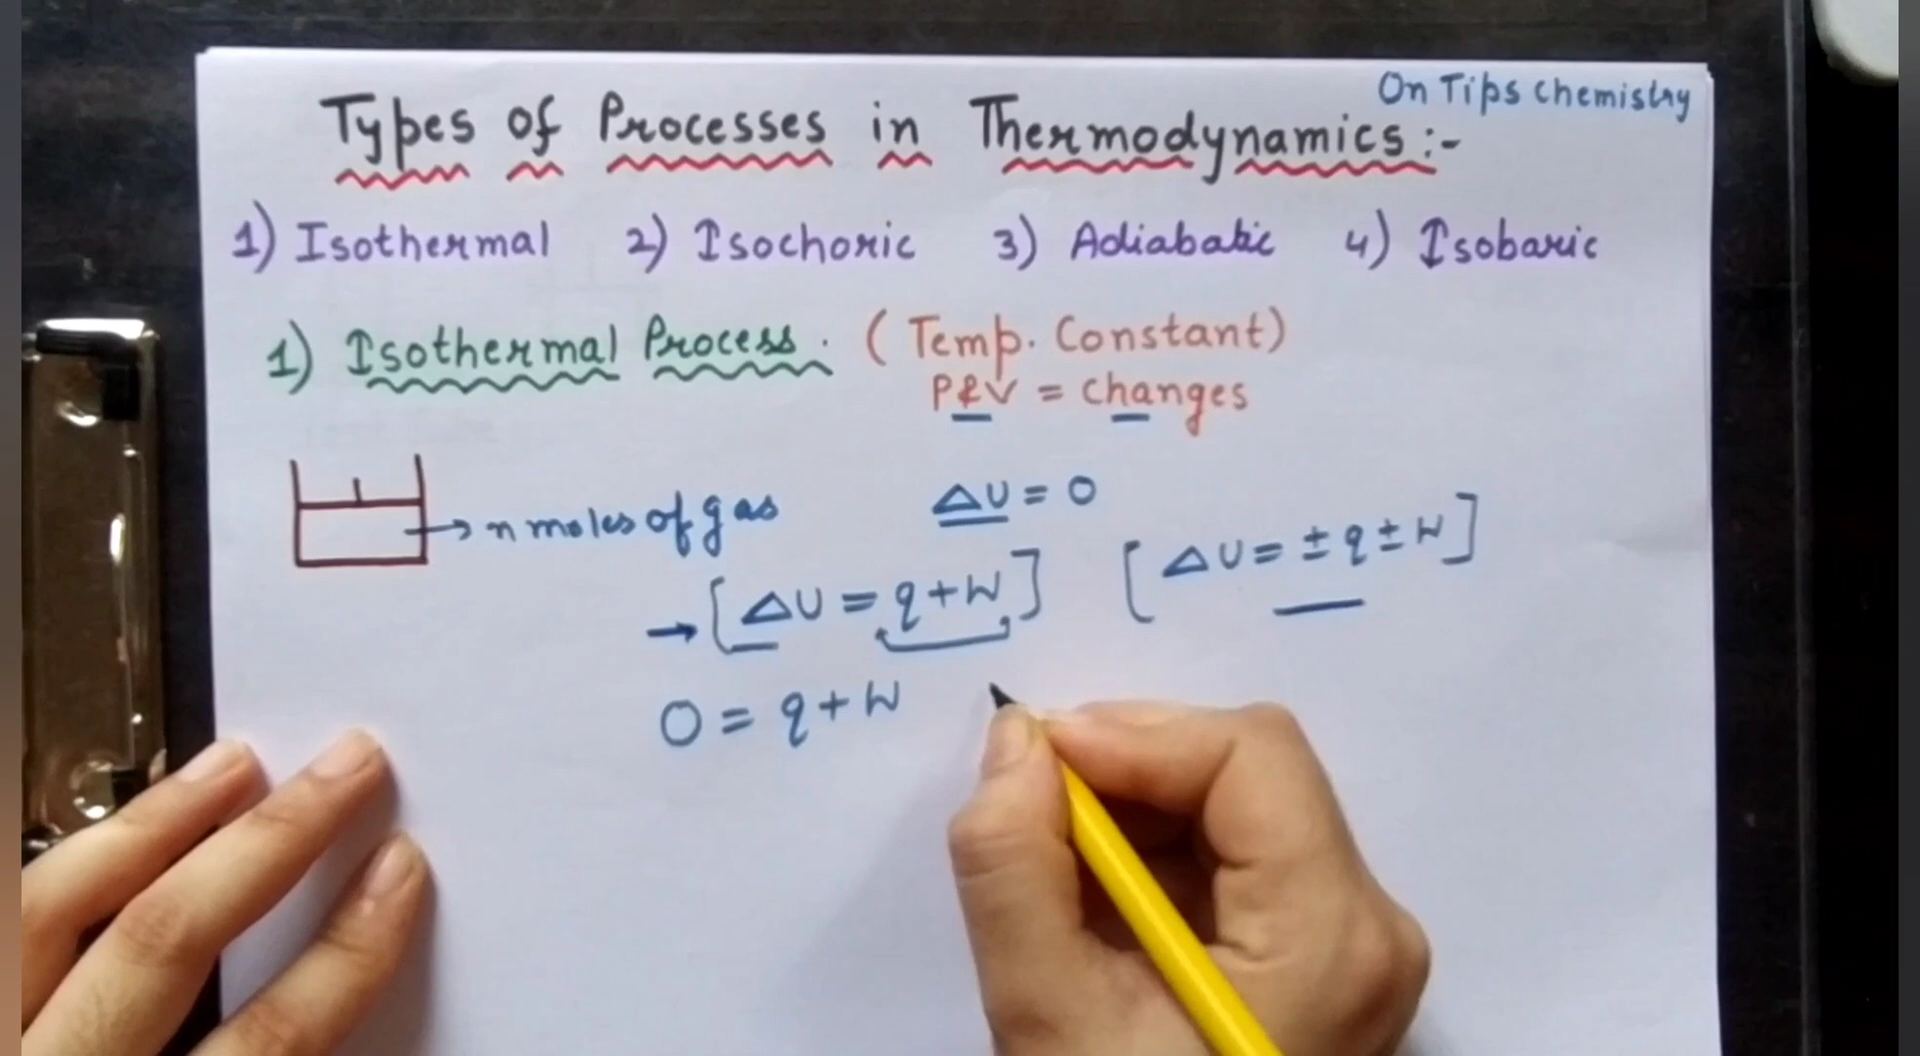 On Tips Chemistry
Types of Processes in Thermodynamics :-
1) Isothermal 2) Isochoric 3) Adiabatic 4) Isobaric
1) Isothermal Process. (Temp. Constant)
P&V = Changes
→ n moles of gas
ΔU = 0
→ [ΔU = q+W] [ΔU = ± q ± W]
0 = q + W